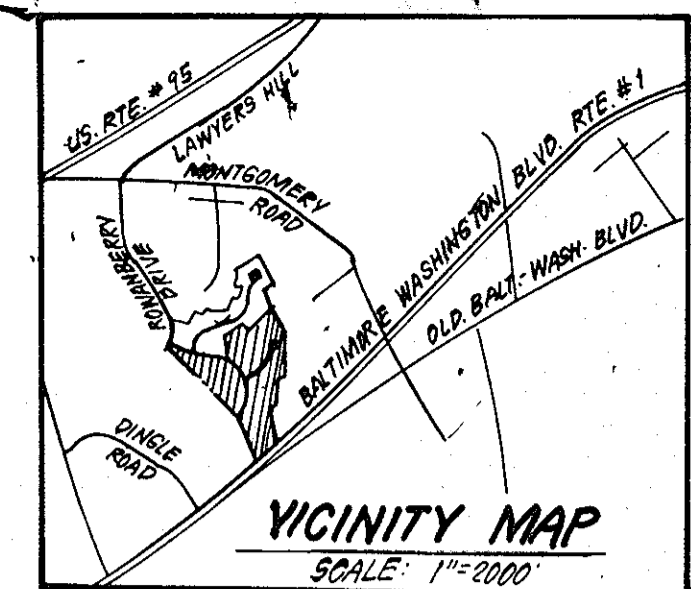 US. RTE. #95
LAWYERS HILL
MONTGOMERY
ROAD
ROWANBERRY
DRIVE
BALTIMORE WASHINGTON BLVD. RTE. #1
OLD. BALT.- WASH. BLVD.
DINGLE
ROAD
VICINITY MAP
SCALE: 1"=2000'